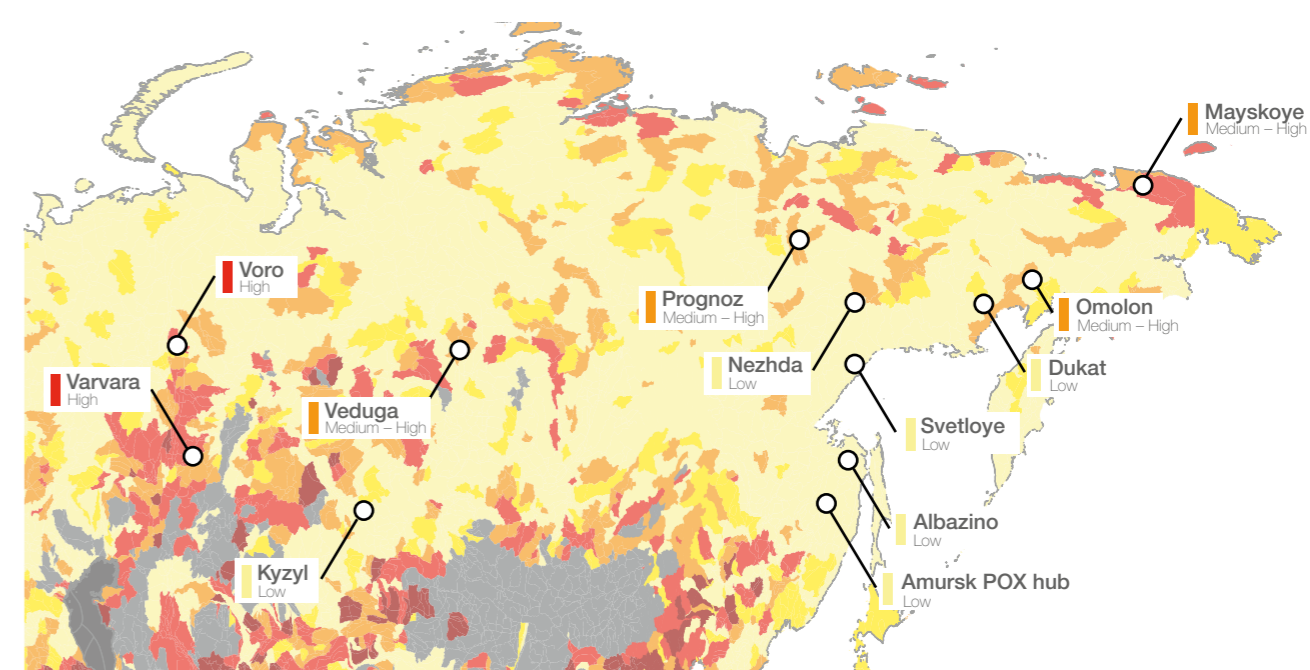 Mayskoye
Medium – High
Voro
High
Prognoz
Medium – High
Omolon
Medium – High
Nezhda
Low
Dukat
Low
Varvara
High
Veduga
Medium – High
Svetloye
Low
Albazino
Low
Kyzyl
Low
Amursk POX hub
Low